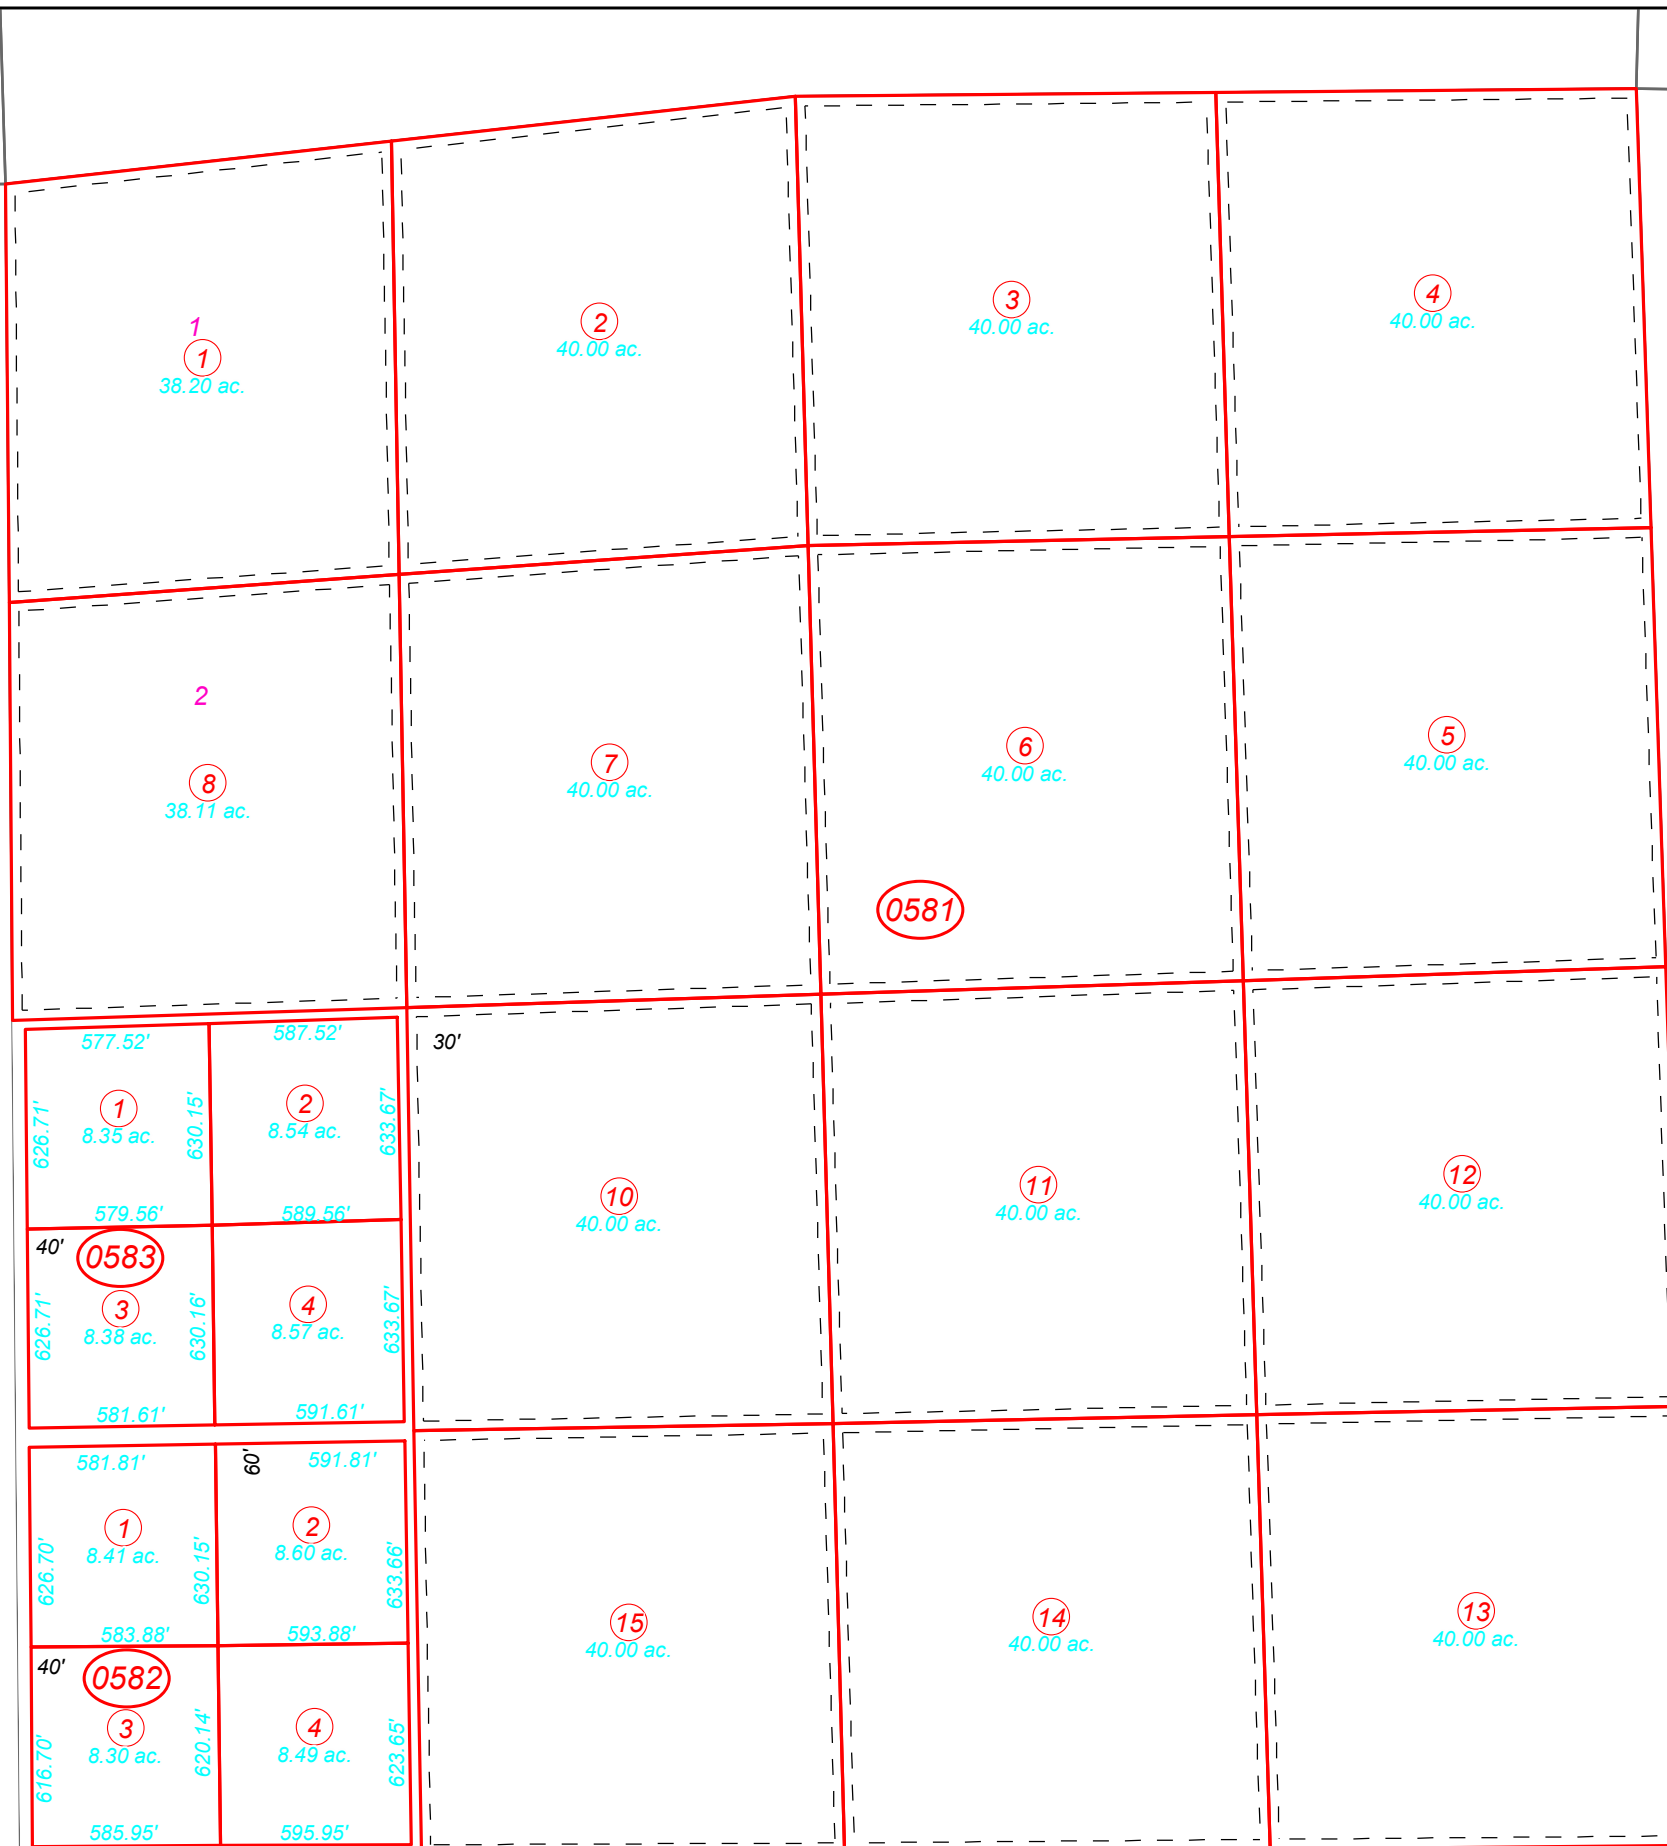 1
1
38.20 ac.
2
40.00 ac.
3
40.00 ac.
4
40.00 ac.
2
8
38.11 ac.
7
40.00 ac.
6
40.00 ac.
5
40.00 ac.
0581
577.52'
587.52'
30'
626.71'
1
8.35 ac.
630.15'
2
8.54 ac.
633.67'
579.56'
589.56'
10
40.00 ac.
11
40.00 ac.
12
40.00 ac.
40'
0583
626.71'
3
8.38 ac.
630.16'
4
8.57 ac.
633.67'
581.61'
591.61'
581.81'
60'
591.81'
626.70'
1
8.41 ac.
630.15'
2
8.60 ac.
633.66'
583.88'
593.88'
15
40.00 ac.
14
40.00 ac.
13
40.00 ac.
40'
0582
616.70'
3
8.30 ac.
620.14'
4
8.49 ac.
623.65'
585.95'
595.95'